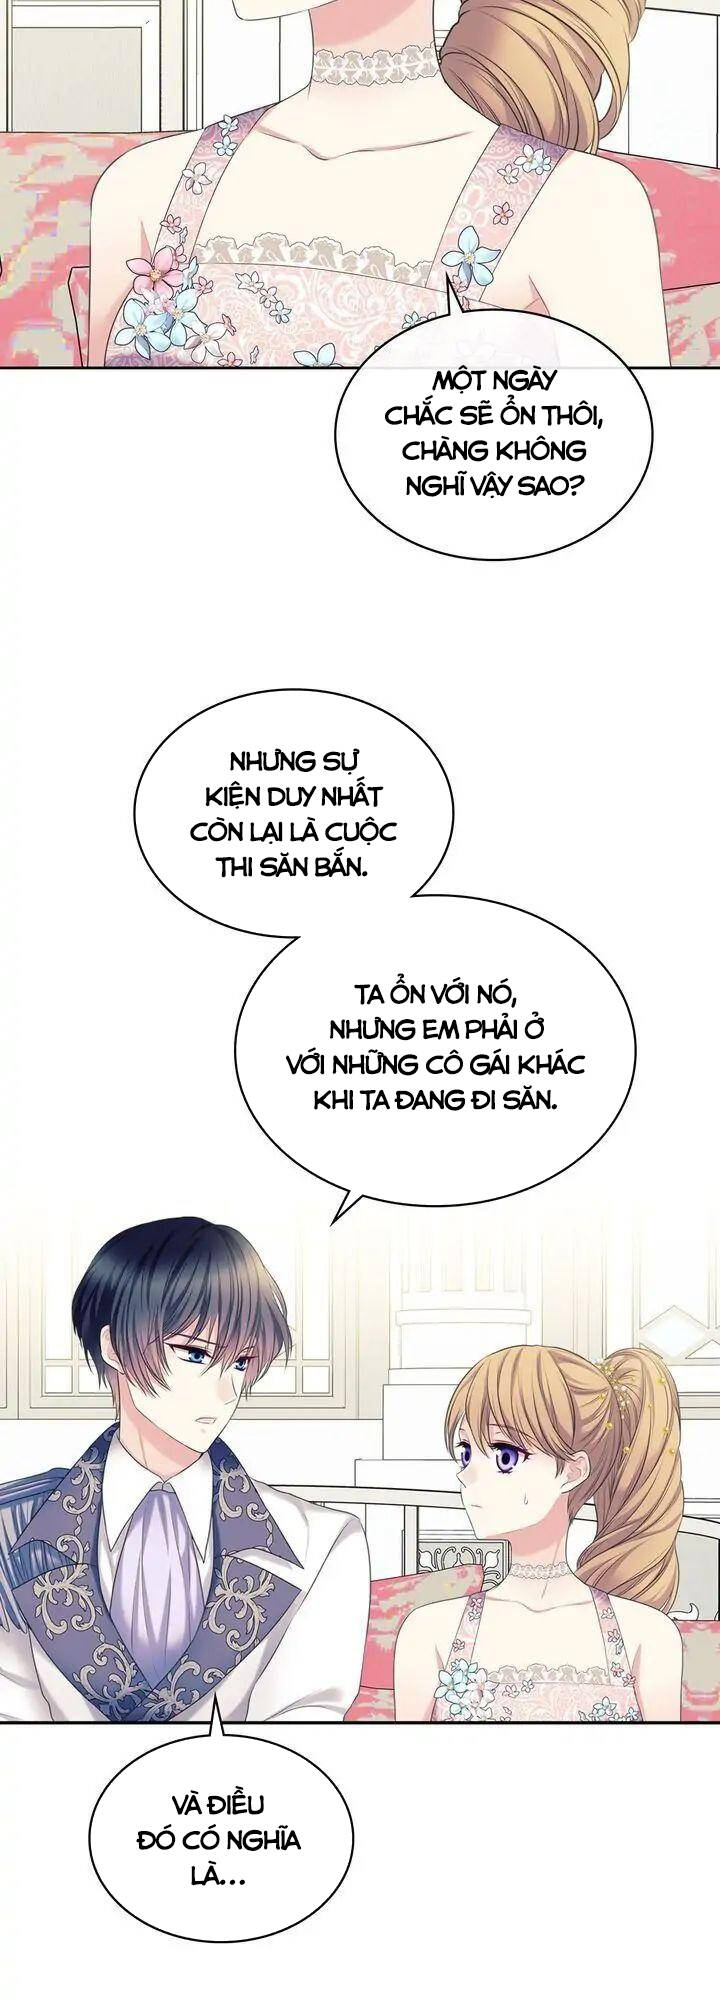 MỘT NGÀY
CHẮC SẼ ỔN THÔI,
CHÀNG KHÔNG
NGHĨ VẬY SAO?
NHƯNG SỰ
KIỆN DUY NHẤT
CÒN LẠI LÀ CUỘC
THI SĂN BẮN.
TA ỔN VỚI NÓ,
NHƯNG EM PHẢI Ở
VỚI NHỮNG CÔ GÁI KHÁC
KHI TA ĐANG ĐI SĂN.
VÀ ĐIỀU
ĐÓ CÓ NGHĨA
LÀ...